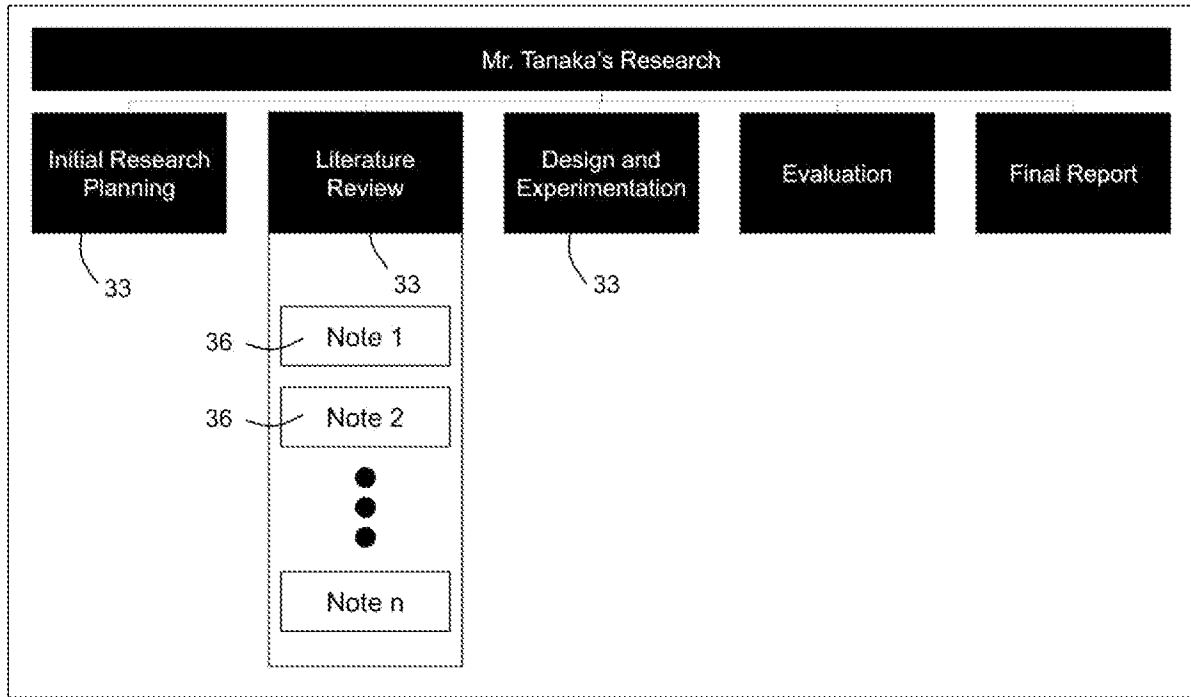 Mr. Tanaka's Research
Initial Research
Planning
Literature
Review
Design and
Experimentation
Evaluation
Final Report
33
33
33
36
Note 1
36
Note 2
Note n